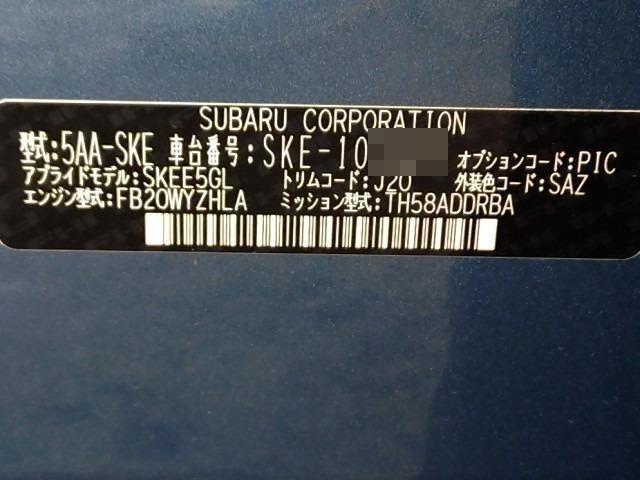 SUBARU CORPORATION
型式:5AA-SKE 車台番号:SKE-10 オプションコード:PIC
アプライドモデル:SKEE5GL トリムコード:J20 外装色コード:SAZ
エンジン型式:FB20WYZHLA ミッション型式:TH58ADDRBA